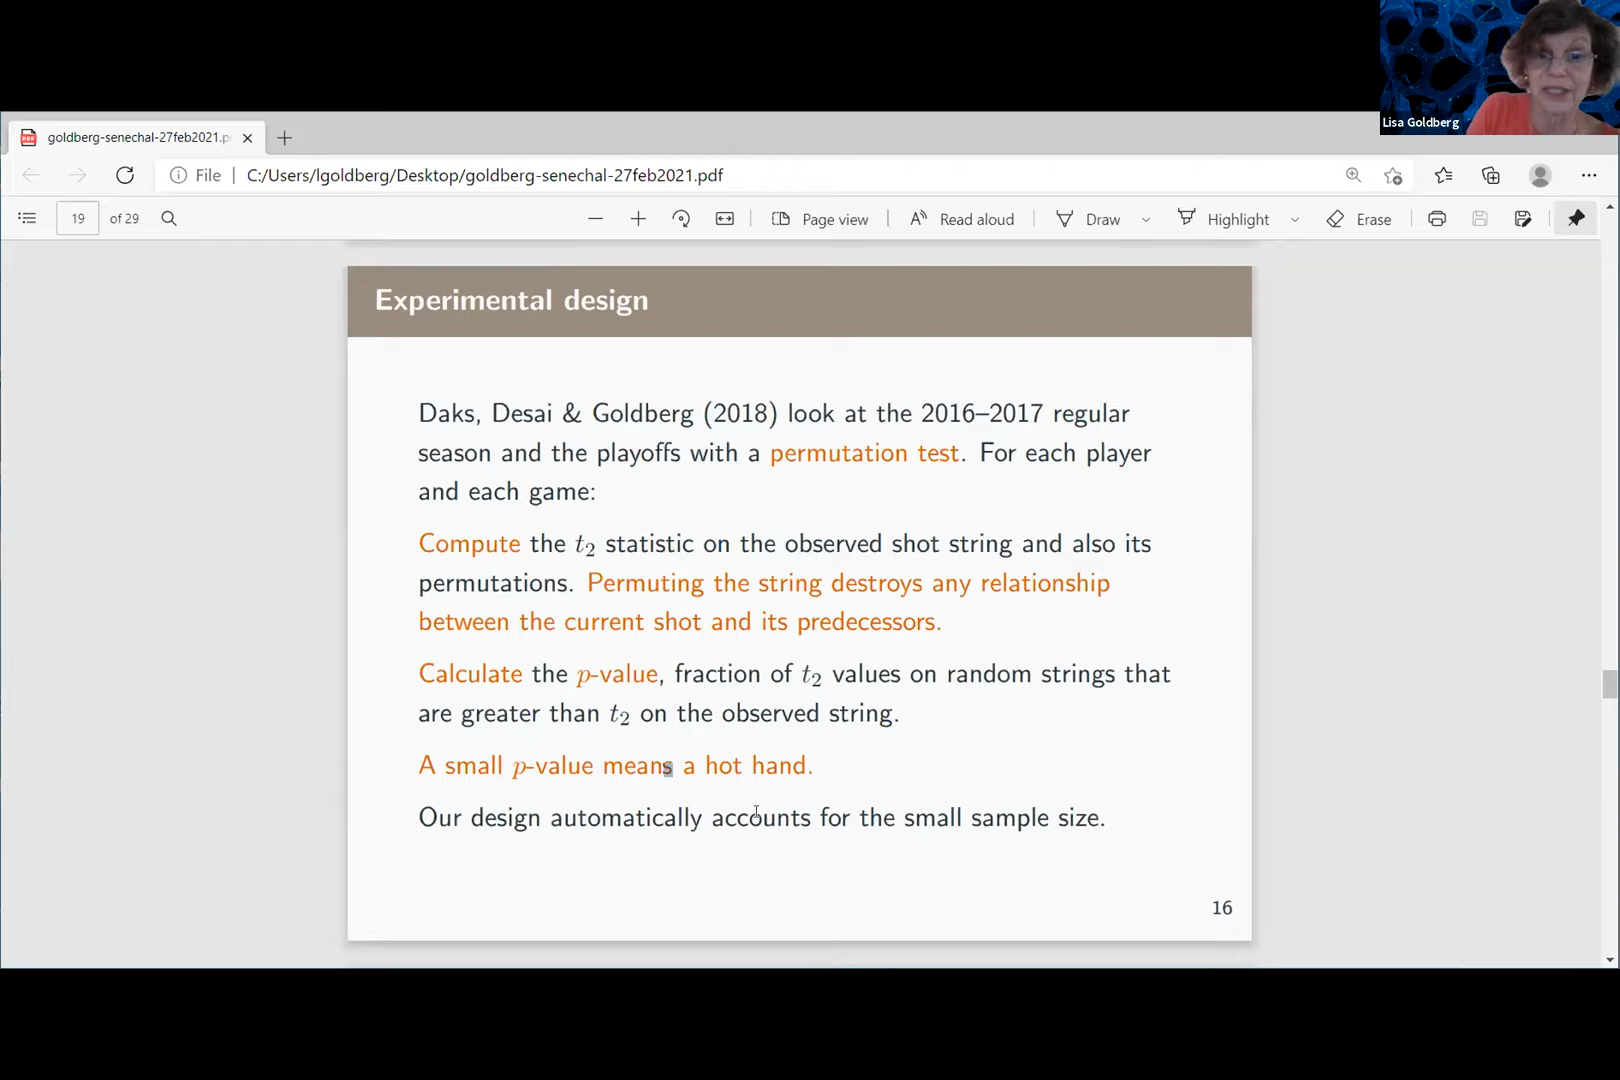 Lisa Goldberg
goldberg-senechal-27feb2021.p
File
C:/Users/lgoldberg/Desktop/goldberg-senechal-27feb2021.pdf
19 of 29
Page view
Read aloud
Draw
Highlight
Erase
Experimental design
Daks, Desai & Goldberg (2018) look at the 2016–2017 regular
season and the playoffs with a permutation test. For each player
and each game:
Compute the t₂ statistic on the observed shot string and also its
permutations. Permuting the string destroys any relationship
between the current shot and its predecessors.
Calculate the p-value, fraction of t₂ values on random strings that
are greater than t₂ on the observed string.
A small p-value means a hot hand.
Our design automatically accounts for the small sample size.
16